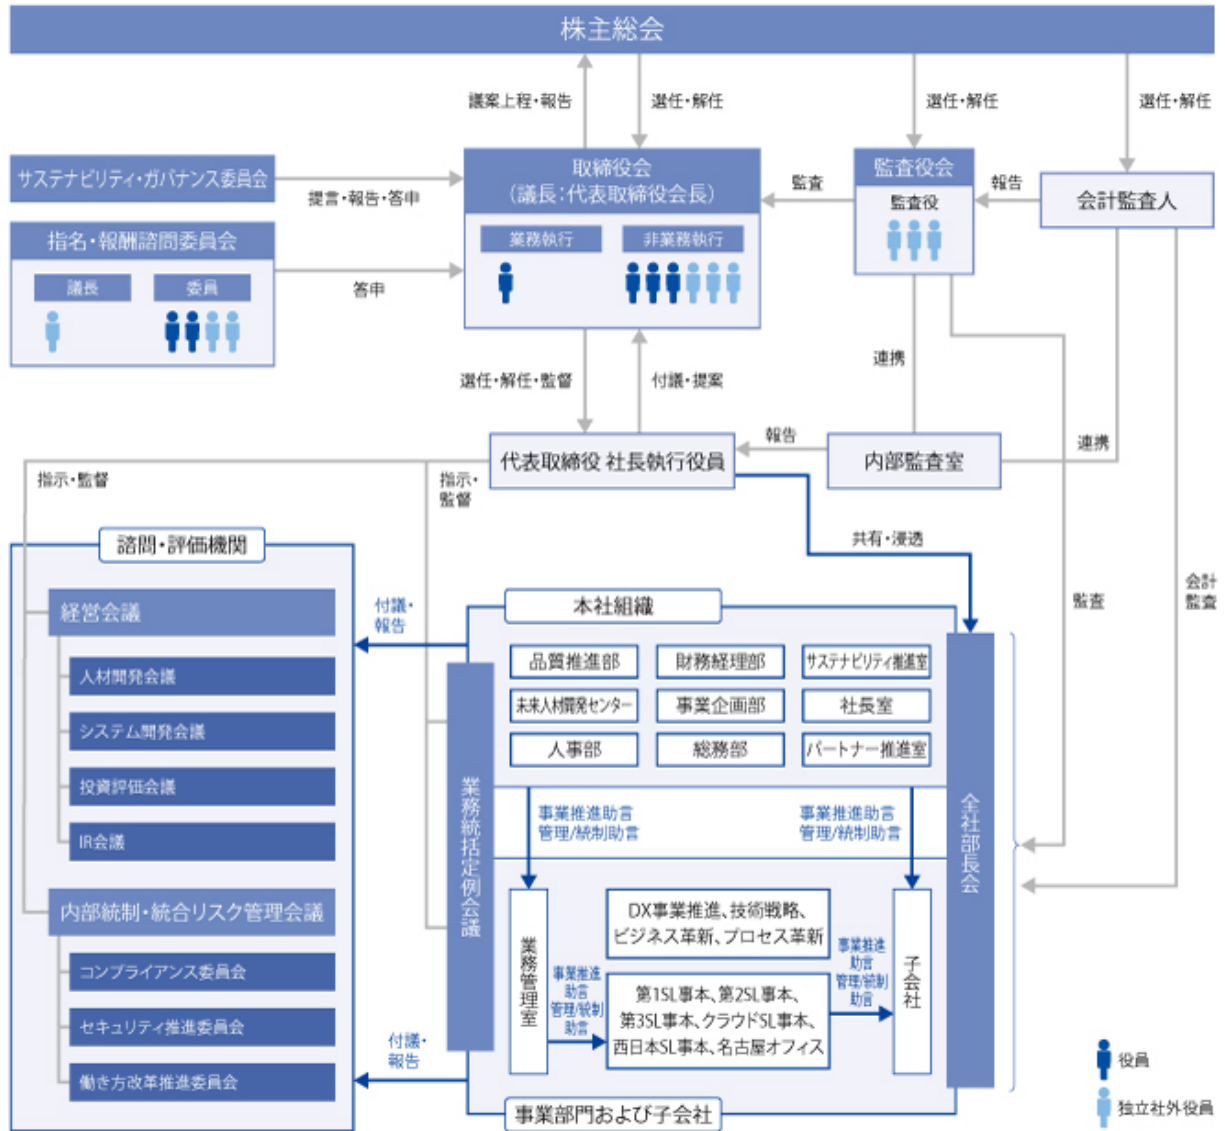 株主総会
議案上程・報告
選任・解任
選任・解任
選任・解任
サステナビリティ・ガバナンス委員会
提言・報告・答申
取締役会
(議長:代表取締役会長)
業務執行
非業務執行
監査
監査役会
監査役
報告
会計監査人
指名・報酬諮問委員会
議長
委員
答申
選任・解任・監督
付議・提案
連携
連携
代表取締役 社長執行役員
報告
内部監査室
指示・監督
指示・
監督
共有・浸透
監査
会計
監査
諮問・評価機関
経営会議
人材開発会議
システム開発会議
投資評価会議
IR会議
内部統制・統合リスク管理会議
コンプライアンス委員会
セキュリティ推進委員会
働き方改革推進委員会
付議・
報告
付議・
報告
本社組織
品質推進部
財務経理部
サステナビリティ推進室
未来人材開発センター
事業企画部
社長室
人事部
総務部
パートナー推進室
業務統括定例会議
全社部長会
事業推進助言
管理/統制助言
事業推進助言
管理/統制助言
業務管理室
事業推進
助言
管理/統制
助言
DX事業推進、技術戦略、
ビジネス革新、プロセス革新
第1SL事本、第2SL事本、
第3SL事本、クラウドSL事本、
西日本SL事本、名古屋オフィス
事業推進
助言
管理/統制
助言
子会社
事業部門および子会社
役員
独立社外役員